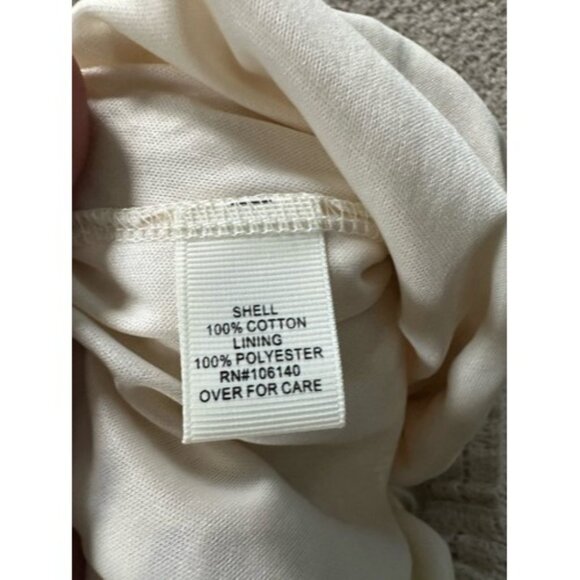 SHELL
100% COTTON
LINING
100% POLYESTER
RN#106140
OVER FOR CARE